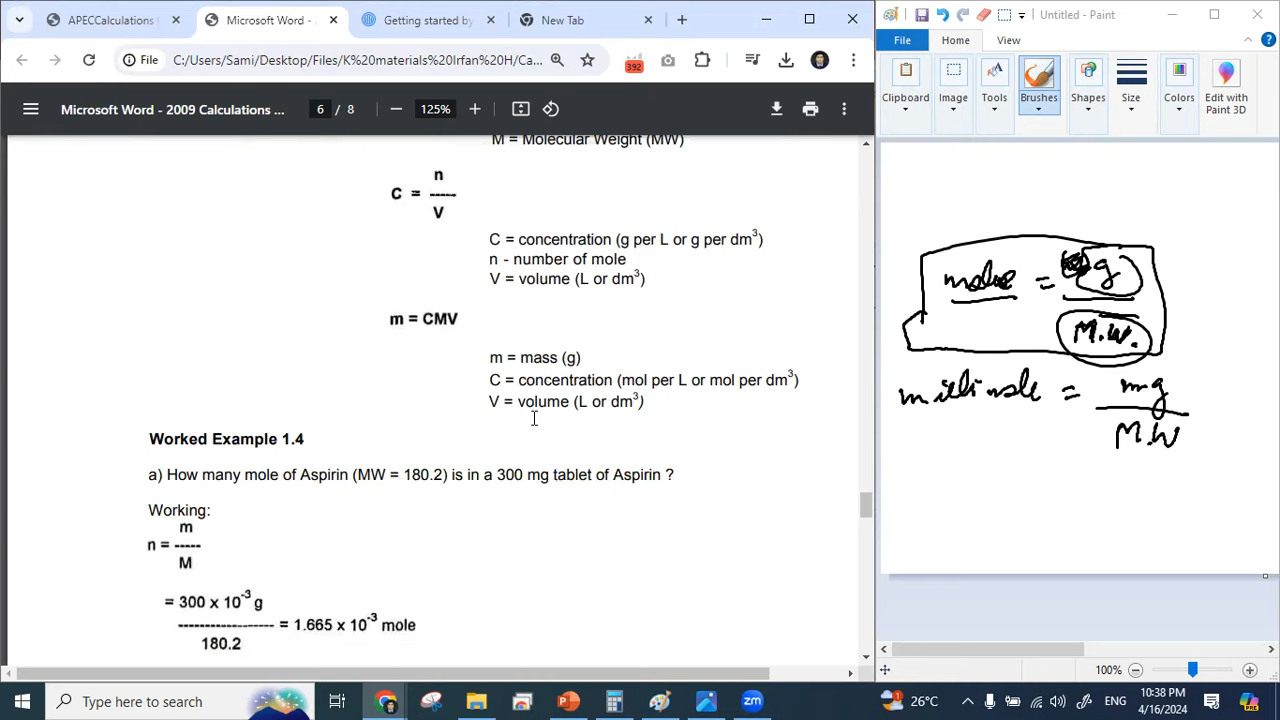 APECCalculations f
Microsoft Word -
Getting started by
New Tab
File
C:/Users/Sami/Desktop/Files/K%20materials%20Irfan%20H/Ca...
392
Microsoft Word - 2009 Calculations ...
6 / 8
125%
M = Molecular Weight (MW)
C = n
-----
V
C = concentration (g per L or g per dm³)
n - number of mole
V = volume (L or dm³)
m = CMV
m = mass (g)
C = concentration (mol per L or mol per dm³)
V = volume (L or dm³)
Worked Example 1.4
a) How many mole of Aspirin (MW = 180.2) is in a 300 mg tablet of Aspirin ?
Working:
m
n = -----
M
= 300 x 10⁻³ g
------------------- = 1.665 x 10⁻³ mole
180.2
Untitled - Paint
File
Home
View
Clipboard
Image
Tools
Brushes
Shapes
Size
Colors
Edit with
Paint 3D
mole = g
M.W.
millimole = mg
M.W
100%
Type here to search
1
26°C
ENG
10:38 PM
4/16/2024